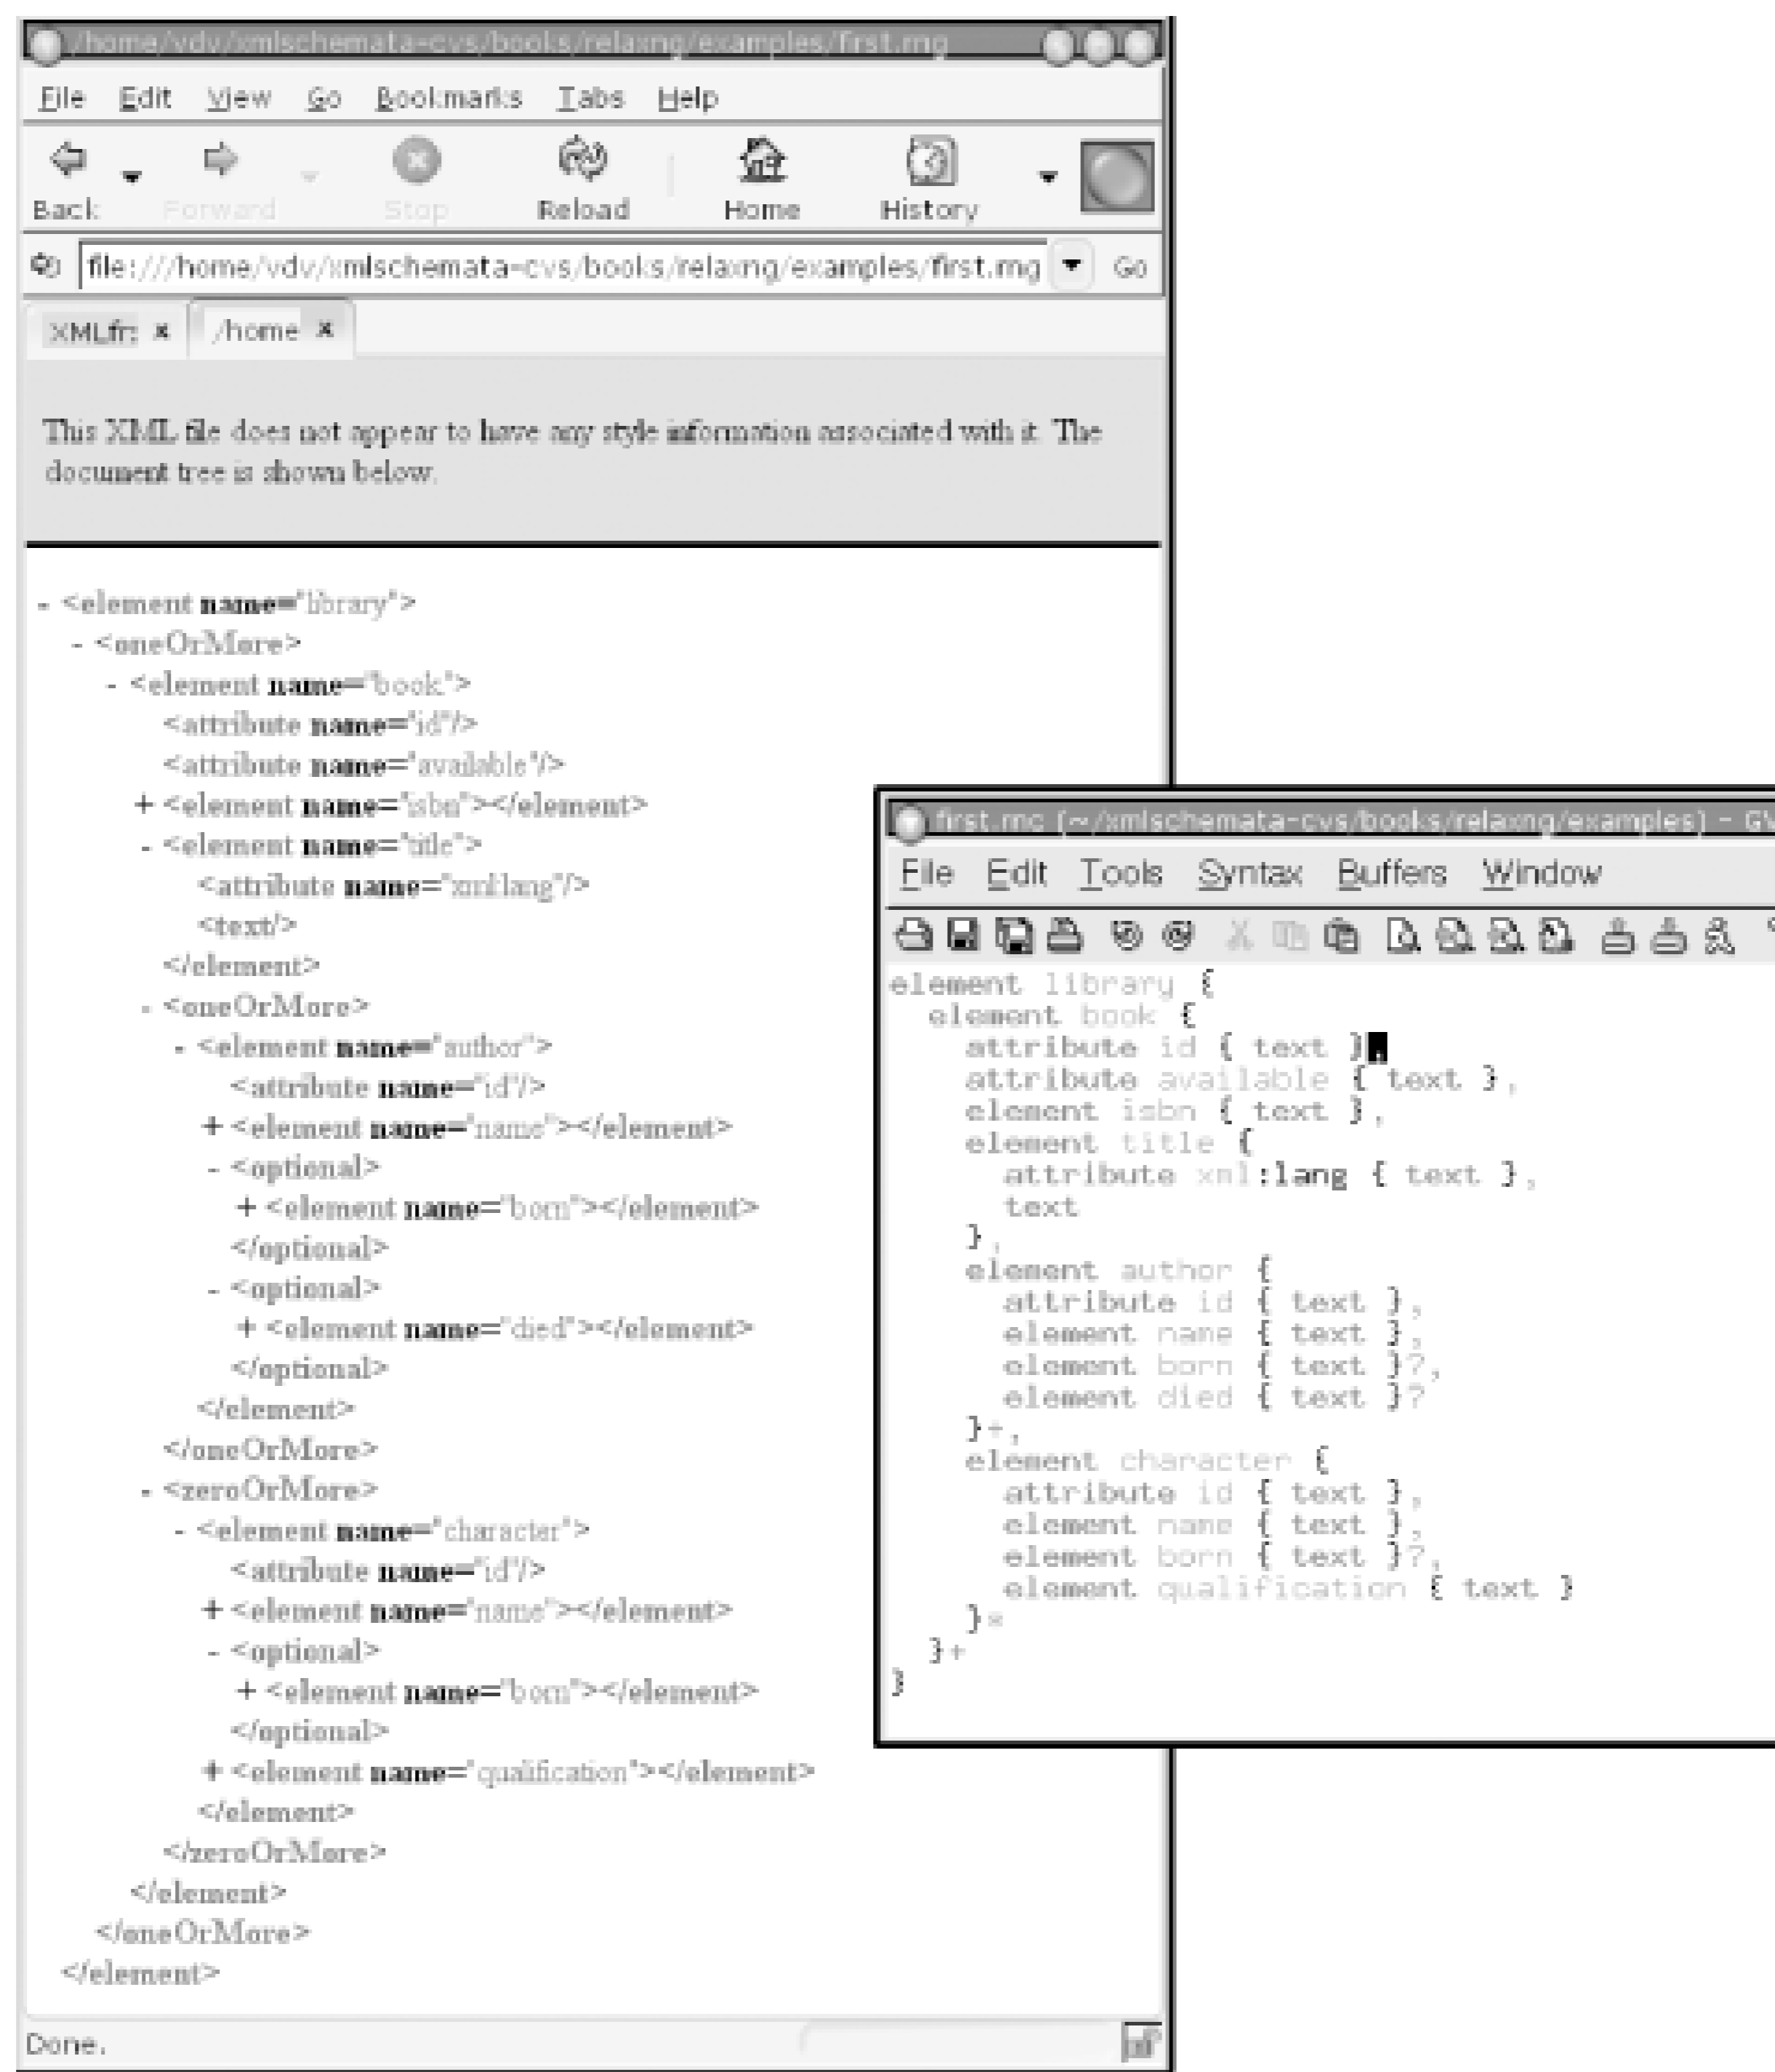 /home/vdv/xmlschemata-cvs/books/relaxng/examples/first.rng
File Edit View Go Bookmarks Tabs Help
Back Forward Stop Reload Home History
file:///home/vdv/xmlschemata-cvs/books/relaxng/examples/first.rng Go
XMLfr: /home
This XML file does not appear to have any style information associated with it. The
document tree is shown below.
- <element name="library">
- <oneOrMore>
- <element name="book">
<attribute name="id"/>
<attribute name="available"/>
+ <element name="isbn"></element>
- <element name="title">
<attribute name="xml:lang"/>
<text/>
</element>
- <oneOrMore>
- <element name="author">
<attribute name="id"/>
+ <element name="name"></element>
- <optional>
+ <element name="born"></element>
</optional>
- <optional>
+ <element name="died"></element>
</optional>
</element>
</oneOrMore>
- <zeroOrMore>
- <element name="character">
<attribute name="id"/>
+ <element name="name"></element>
- <optional>
+ <element name="born"></element>
</optional>
+ <element name="qualification"></element>
</element>
</zeroOrMore>
</element>
</oneOrMore>
</element>
Done.
first.rnc (~/xmlschemata-cvs/books/relaxng/examples) - GV
File Edit Tools Syntax Buffers Window
element library {
element book {
attribute id { text },
attribute available { text },
element isbn { text },
element title {
attribute xml:lang { text },
text
},
element author {
attribute id { text },
element name { text },
element born { text }?,
element died { text }?
}+,
element character {
attribute id { text },
element name { text },
element born { text }?,
element qualification { text }
}*
}+
}